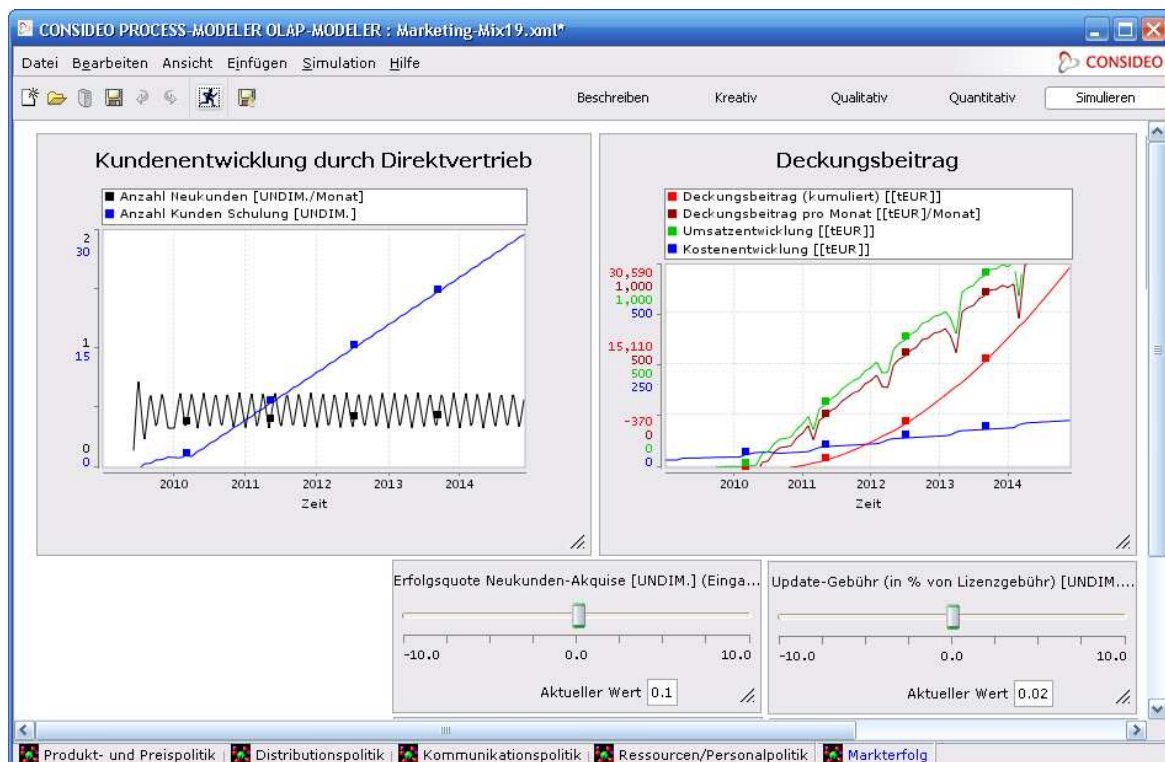 CONSIDEO PROCESS-MODELER OLAP-MODELER : Marketing-Mix19.xml*
Datei Bearbeiten Ansicht Einfügen Simulation Hilfe
CONSIDEO
Beschreiben Kreativ Qualitativ Quantitativ Simulieren
Kundenentwicklung durch Direktvertrieb
Anzahl Neukunden [UNDIM./Monat]
Anzahl Kunden Schulung [UNDIM.]
2
30
1
15
0
0
2010 2011 2012 2013 2014
Zeit
Deckungsbeitrag
Deckungsbeitrag (kumuliert) [[tEUR]]
Deckungsbeitrag pro Monat [[tEUR]/Monat]
Umsatzentwicklung [[tEUR]]
Kostenentwicklung [[tEUR]]
30,590
1,000
1,000
500
15,110
500
500
250
-370
0
0
0
2010 2011 2012 2013 2014
Zeit
Erfolgsquote Neukunden-Akquise [UNDIM.] (Einga...
-10.0 0.0 10.0
Aktueller Wert 0.1
Update-Gebühr (in % von Lizenzgebühr) [UNDIM....
-10.0 0.0 10.0
Aktueller Wert 0.02
Produkt- und Preispolitik Distributionspolitik Kommunikationspolitik Ressourcen/Personalpolitik Markterfolg